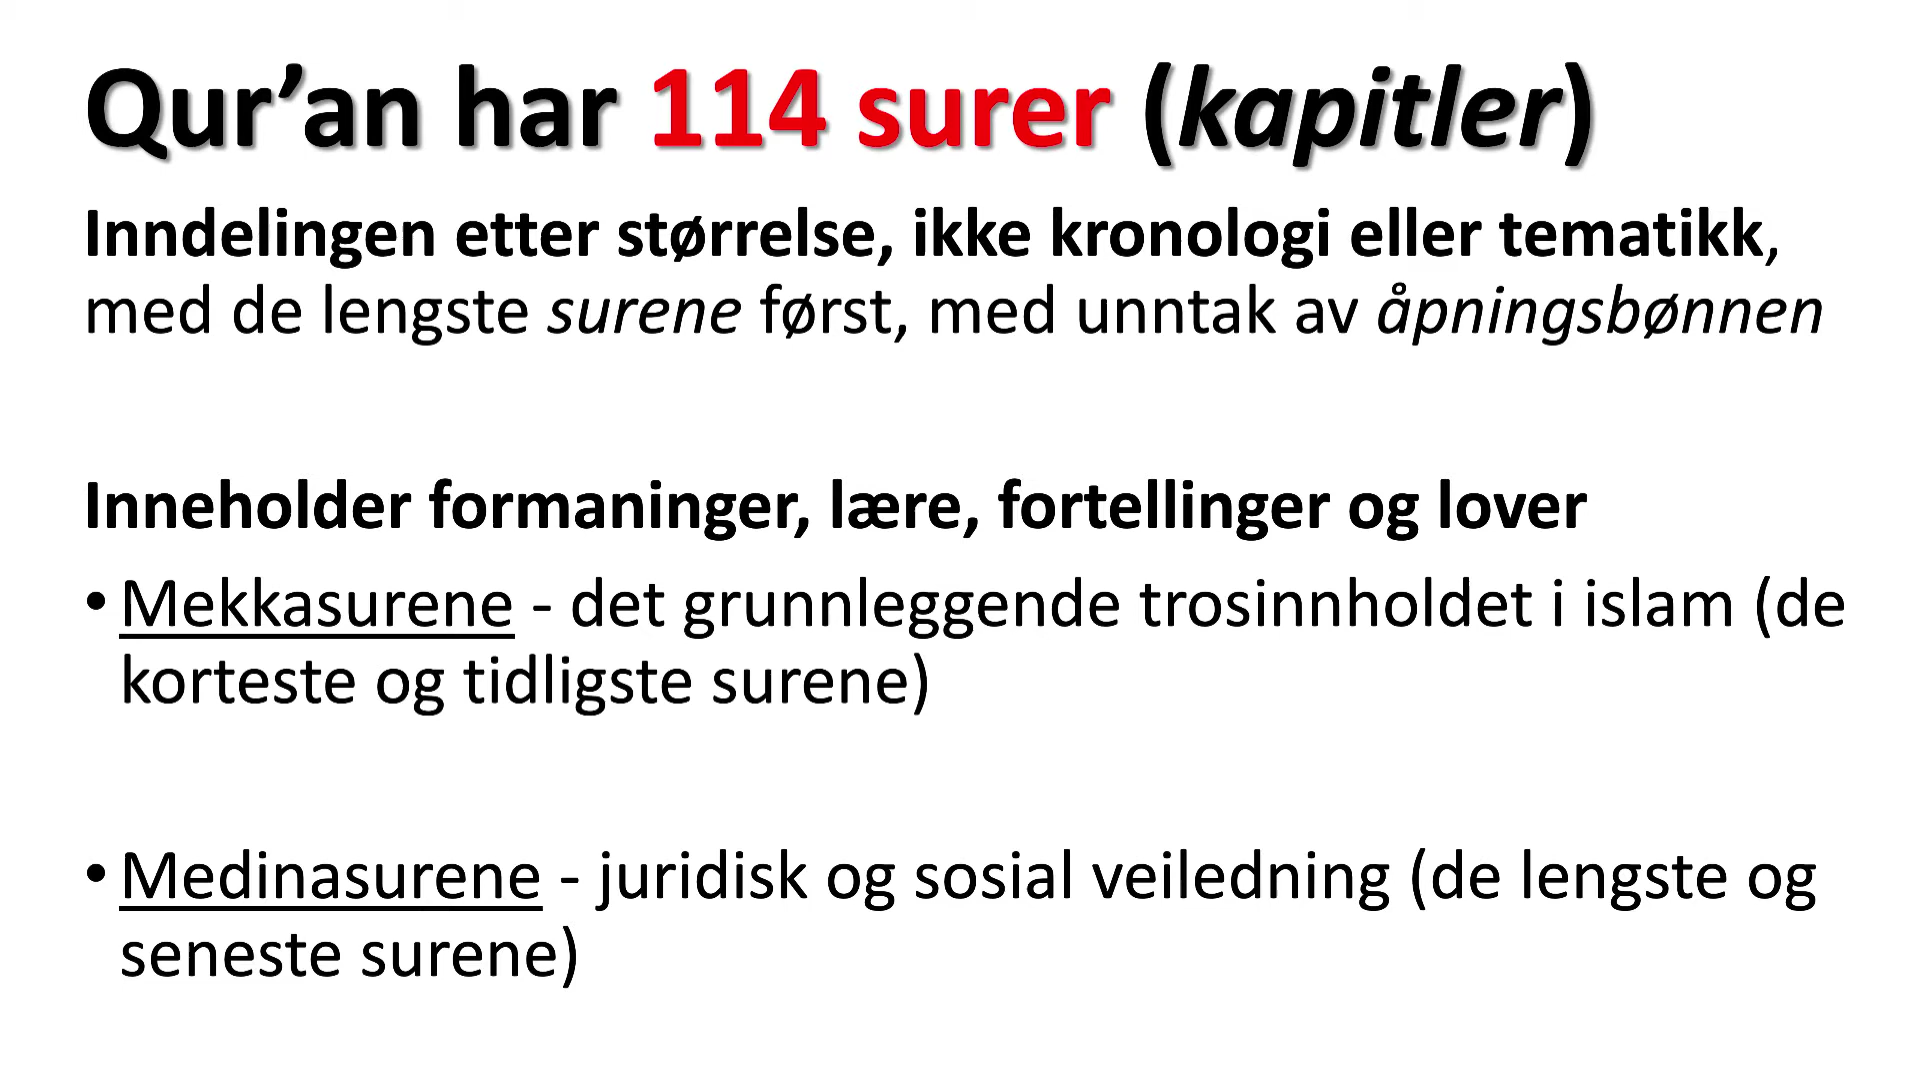 Qur’an har 114 surer (kapitler)
Inndelingen etter størrelse, ikke kronologi eller tematikk,
med de lengste surene først, med unntak av åpningsbønnen
Inneholder formaninger, lære, fortellinger og lover
• Mekkasurene - det grunnleggende trosinnholdet i islam (de
korteste og tidligste surene)
• Medinasurene - juridisk og sosial veiledning (de lengste og
seneste surene)